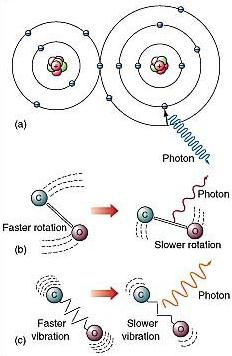 (a)
Photon
C
O
Faster rotation
(b)
C
O
Photon
Slower rotation
C
O
Faster
vibration
(c)
C
O
Photon
Slower
vibration